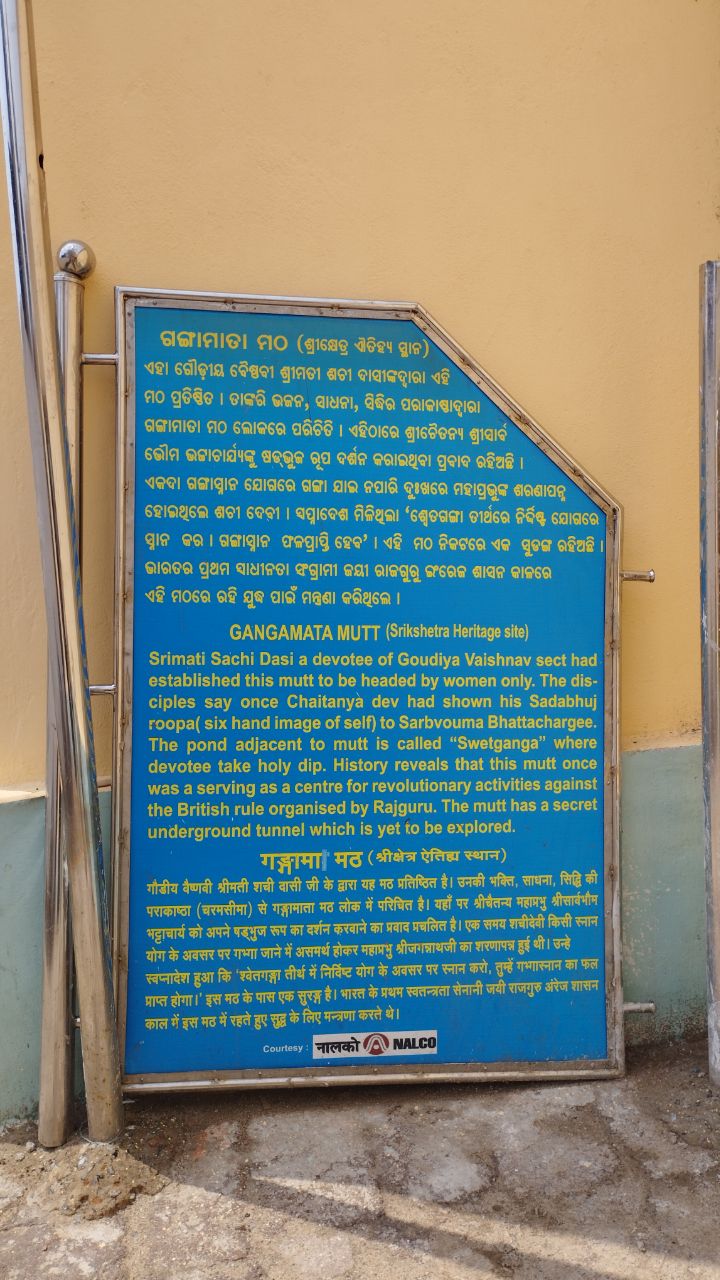 ଗଙ୍ଗାମାତା ମଠ (ଶ୍ରୀକ୍ଷେତ୍ର ଐତିହ୍ୟ ସ୍ଥାନ)
ଏହା ଗୌଡ଼ୀୟ ବୈଷ୍ଣବୀ ଶ୍ରୀମତୀ ଶଚୀ ଦାସୀଙ୍କଦ୍ୱାରା ଏହି
ମଠ ପ୍ରତିଷ୍ଠିତ । ତାଙ୍କରି ଭଜନ, ସାଧନା, ସିଦ୍ଧିର ପରାକାଷ୍ଠାଦ୍ୱାରା
ଗଙ୍ଗାମାତା ମଠ ଲୋକରେ ପରିଚିତି । ଏହିଠାରେ ଶ୍ରୀଚୈତନ୍ୟ ଶ୍ରୀସାର୍ବ
ଭୌମ ଭଟ୍ଟାଚାର୍ଯ୍ୟଙ୍କୁ ଷଡ଼ଭୁଜ ରୂପ ଦର୍ଶନ କରାଇଥିବା ପ୍ରବାଦ ରହିଅଛି ।
ଏକଦା ଗଙ୍ଗାସ୍ନାନ ଯୋଗରେ ଗଙ୍ଗା ଯାଇ ନପାରି ଦୁଃଖରେ ମହାପ୍ରଭୁଙ୍କ ଶରଣାପନ୍ନ
ହୋଇଥିଲେ ଶଚୀ ଦେବୀ । ସ୍ୱପ୍ନାଦେଶ ମିଳିଥିଲା ‘ଶ୍ୱେତଗଙ୍ଗା ତୀର୍ଥରେ ନିର୍ଦ୍ଦିଷ୍ଟ ଯୋଗରେ
ସ୍ନାନ କର । ଗଙ୍ଗାସ୍ନାନ ଫଳପ୍ରାପ୍ତି ହେବ’ । ଏହି ମଠ ନିକଟରେ ଏକ ସୁଡଙ୍ଗ ରହିଅଛି ।
ଭାରତର ପ୍ରଥମ ସ୍ୱାଧୀନତା ସଂଗ୍ରାମୀ ଜୟୀ ରାଜଗୁରୁ ଇଂରେଜ ଶାସନ କାଳରେ
ଏହି ମଠରେ ରହି ଯୁଦ୍ଧ ପାଇଁ ମନ୍ତ୍ରଣା କରିଥିଲେ ।
GANGAMATA MUTT (Srikshetra Heritage site)
Srimati Sachi Dasi a devotee of Goudiya Vaishnav sect had
established this mutt to be headed by women only. The dis-
ciples say once Chaitanya dev had shown his Sadabhuj
roopa( six hand image of self) to Sarbvouma Bhattachargee.
The pond adjacent to mutt is called “Swetganga” where
devotee take holy dip. History reveals that this mutt once
was a serving as a centre for revolutionary activities against
the British rule organised by Rajguru. The mutt has a secret
underground tunnel which is yet to be explored.
गङ्गामाता मठ (श्रीक्षेत्र ऐतिह्य स्थान)
गौडीय वैष्णवी श्रीमती शची दासी जी के द्वारा यह मठ प्रतिष्ठित है। उनकी भक्ति, साधना, सिद्धि की
पराकाष्ठा (चरमसीमा) से गङ्गामाता मठ लोक में परिचित है। यहाँ पर श्रीचैतन्य महाप्रभु श्रीसार्वभौम
भट्टाचार्य को अपने षड्भुज रूप का दर्शन करवाने का प्रवाद प्रचलित है। एक समय शचीदेवी किसी स्नान
योग के अवसर पर गङ्गा जाने में असमर्थ होकर महाप्रभु श्रीजगन्नाथजी का शरणापन्न हुई थी। उन्हे
स्वप्नादेश हुआ कि ‘श्वेतगङ्गा तीर्थ में निर्दिष्ट योग के अवसर पर स्नान करो, तुम्हें गङ्गास्नान का फल
प्राप्त होगा।’ इस मठ के पास एक सुरङ्ग है। भारत के प्रथम स्वतन्त्रता सेनानी जयी राजगुरु अंरेज शासन
काल में इस मठ में रहते हुए युद्ध के लिए मन्त्रणा करते थे।
Courtesy : नालको NALCO